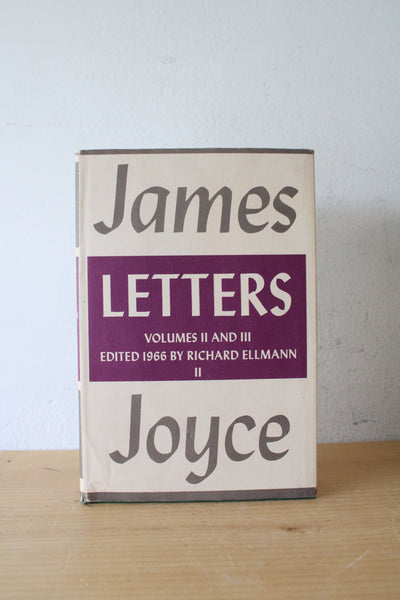 James
LETTERS
VOLUMES II AND III
EDITED 1966 BY RICHARD ELLMANN
II
Joyce